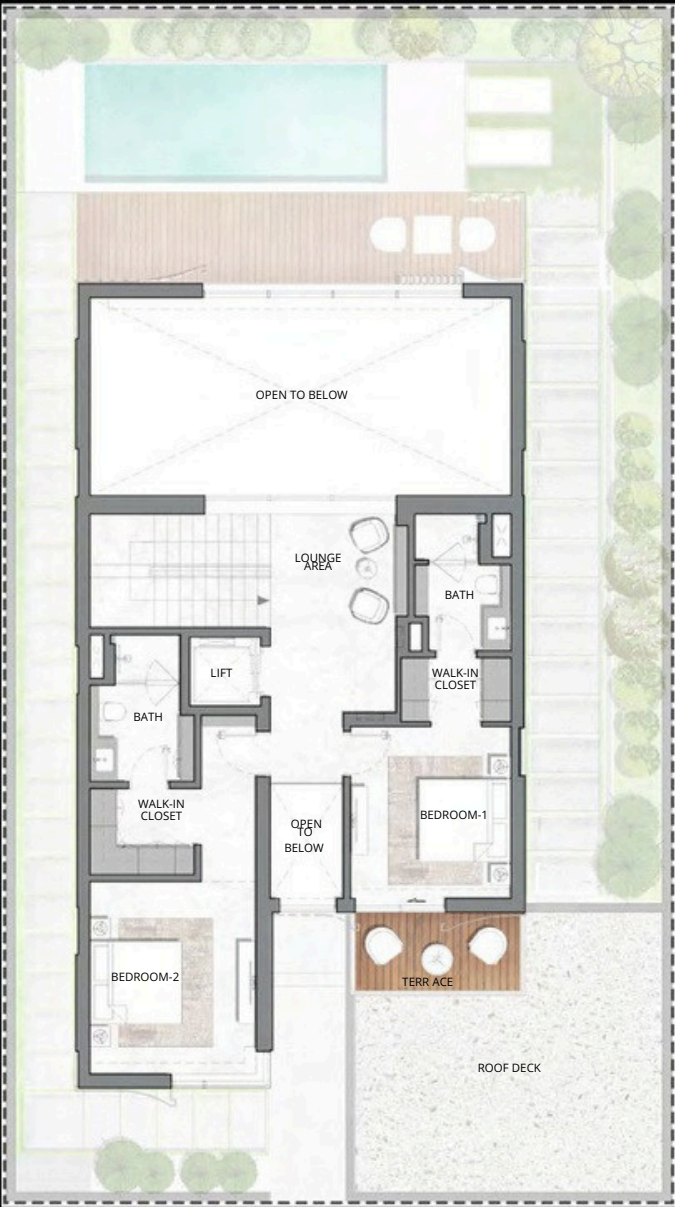 OPEN TO BELOW
LOUNGE
AREA
BATH
LIFT
WALK-IN
CLOSET
BATH
WALK-IN
CLOSET
OPEN
TO
BELOW
BEDROOM-1
BEDROOM-2
TERR ACE
ROOF DECK